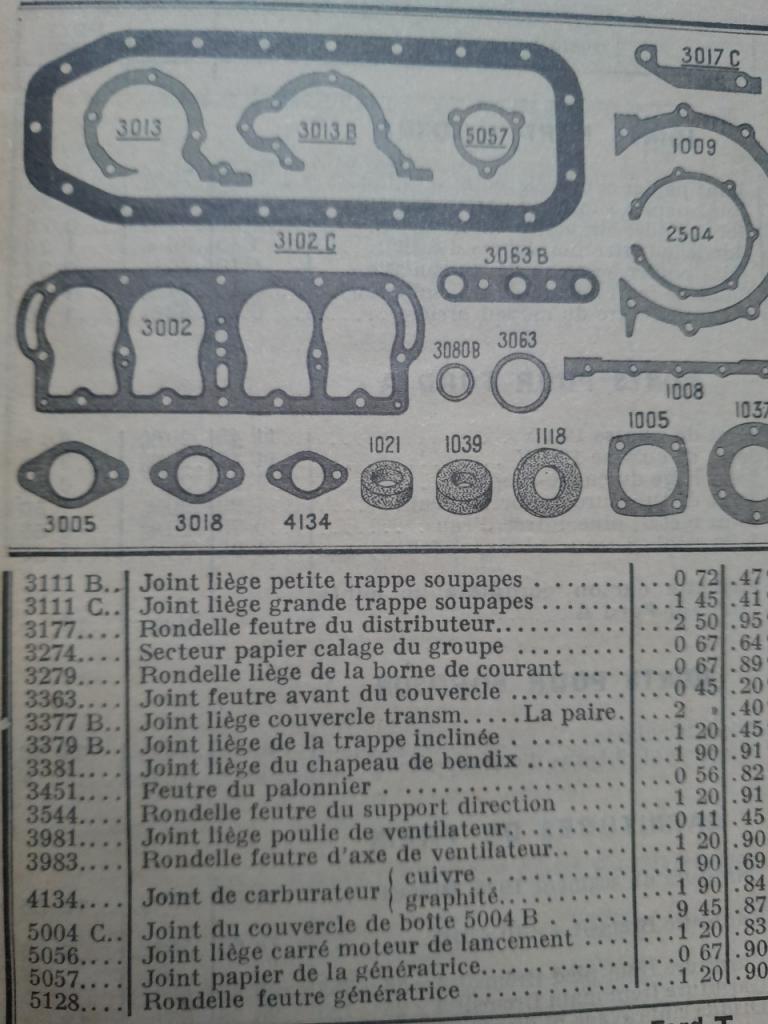 3017 C
3013
3013 B
5057
1009
2504
3102 C
3063 B
3002
3080B
3063
1008
1037
1005
1021
1039
1118
3005
3018
4134
3111 B.. Joint liège petite trappe soupapes . ....... ...0 72 .47
3111 C.. Joint liège grande trappe soupapes ....... ...1 45 .41
3177.... Rondelle feutre du distributeur.......... ...2 50 .95
3274.... Secteur papier calage du groupe ........ ...0 67 .64
3279.... Rondelle liège de la borne de courant ... ...0 67 .89
3363.... Joint feutre avant du couvercle ......... ...0 45 .20
3377 B.. Joint liège couvercle transm.....La paire. ...2 » .40
3379 B.. Joint liège de la trappe inclinée . ........ ...1 20 .45
3381.... Joint liège du chapeau de bendix ........ ...1 90 .91
3451.... Feutre du palonnier . .................. ...0 56 .82
3544.... Rondelle feutre du support direction ..... ...1 20 .91
3981.... Joint liège poulie de ventilateur.......... ...0 11 .45
3983.... Rondelle feutre d'axe de ventilateur.. .... ...1 20 .90
4134.... Joint de carburateur { cuivre . ......... ...1 90 .69
graphité.......... ...1 90 .84
5004 C.. Joint du couvercle de boîte 5004 B . ...... ...9 45 .87
5056.... Joint liège carré moteur de lancement .... ...1 20 .83
5057.... Joint papier de la génératrice............ ...0 67 .90
5128.... Rondelle feutre génératrice ............. ...1 20 .90
Ford T